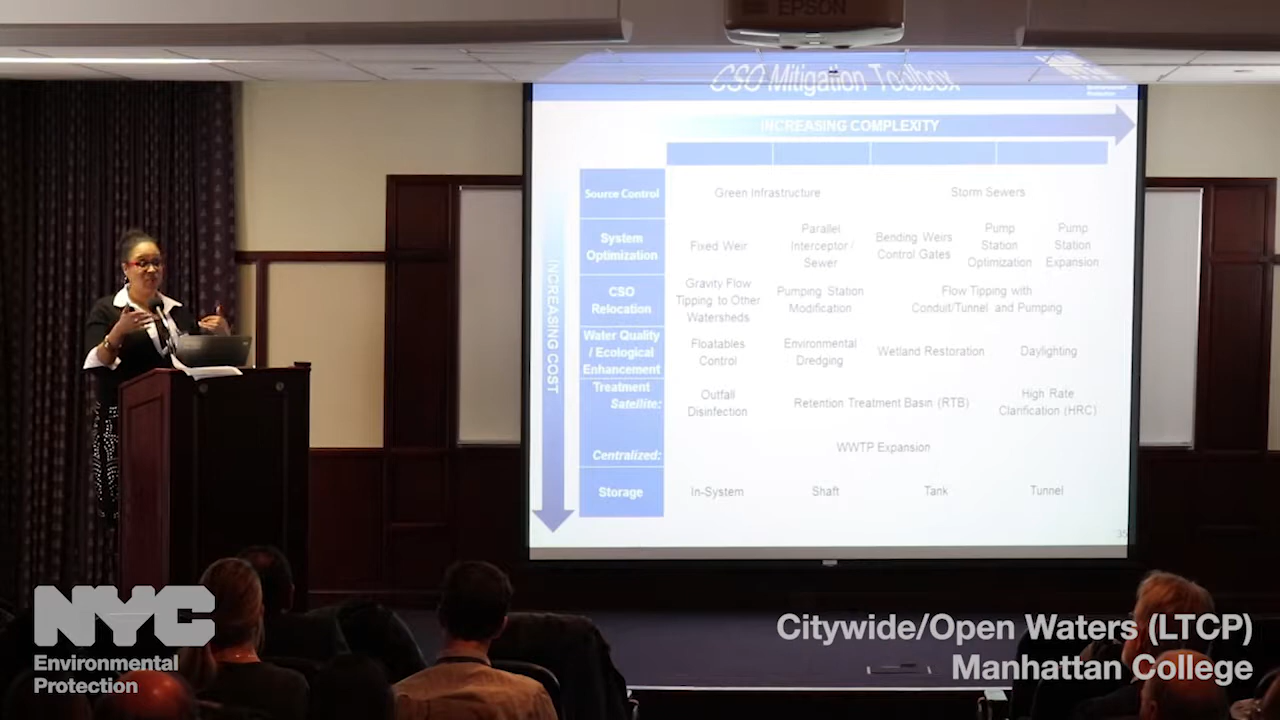 EPSON
CSO Mitigation Toolbox
NYC
Environmental
Protection
INCREASING COMPLEXITY
INCREASING COST
Source Control
Green Infrastructure
Storm Sewers
System
Optimization
Fixed Weir
Parallel
Interceptor /
Sewer
Bending Weirs
Control Gates
Pump
Station
Optimization
Pump
Station
Expansion
CSO
Relocation
Gravity Flow
Tipping to Other
Watersheds
Pumping Station
Modification
Flow Tipping with
Conduit/Tunnel and Pumping
Water Quality
/ Ecological
Enhancement
Floatables
Control
Environmental
Dredging
Wetland Restoration
Daylighting
Treatment
Satellite:
Outfall
Disinfection
Retention Treatment Basin (RTB)
High Rate
Clarification (HRC)
Centralized:
WWTP Expansion
Storage
In-System
Shaft
Tank
Tunnel
35
NYC
Environmental
Protection
Citywide/Open Waters (LTCP)
Manhattan College